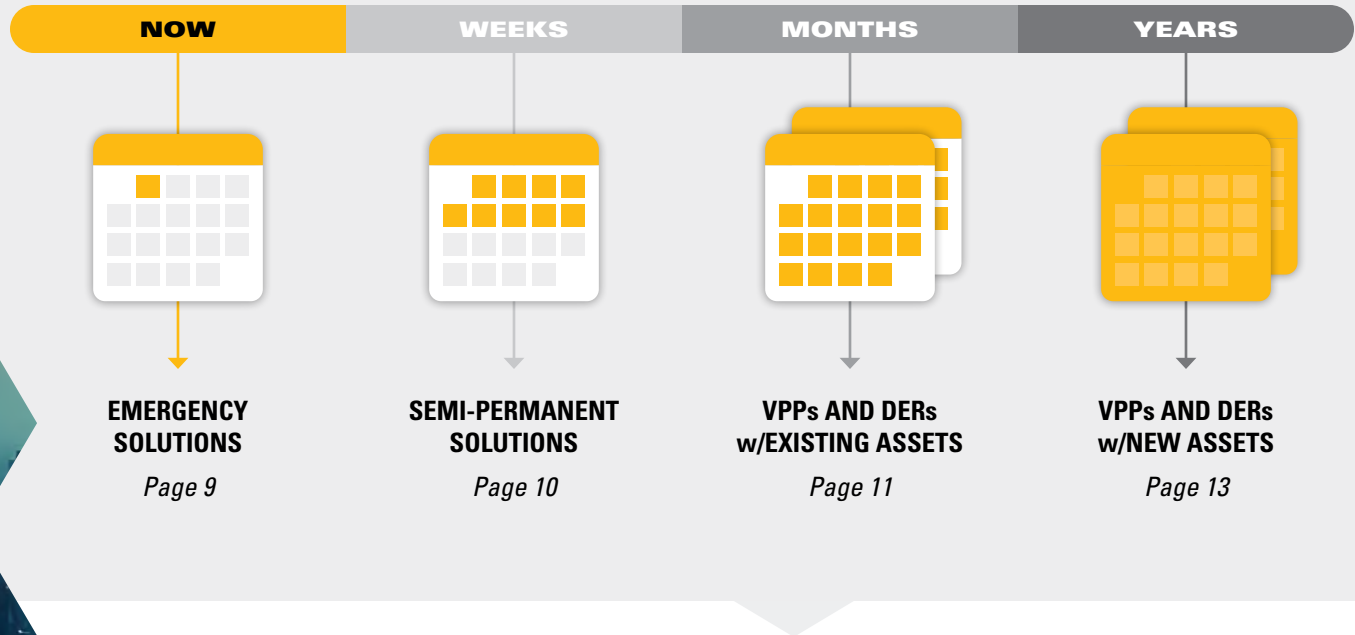 NOW
WEEKS
MONTHS
YEARS
EMERGENCY
SOLUTIONS
Page 9
SEMI-PERMANENT
SOLUTIONS
Page 10
VPPs AND DERs
w/EXISTING ASSETS
Page 11
VPPs AND DERs
w/NEW ASSETS
Page 13